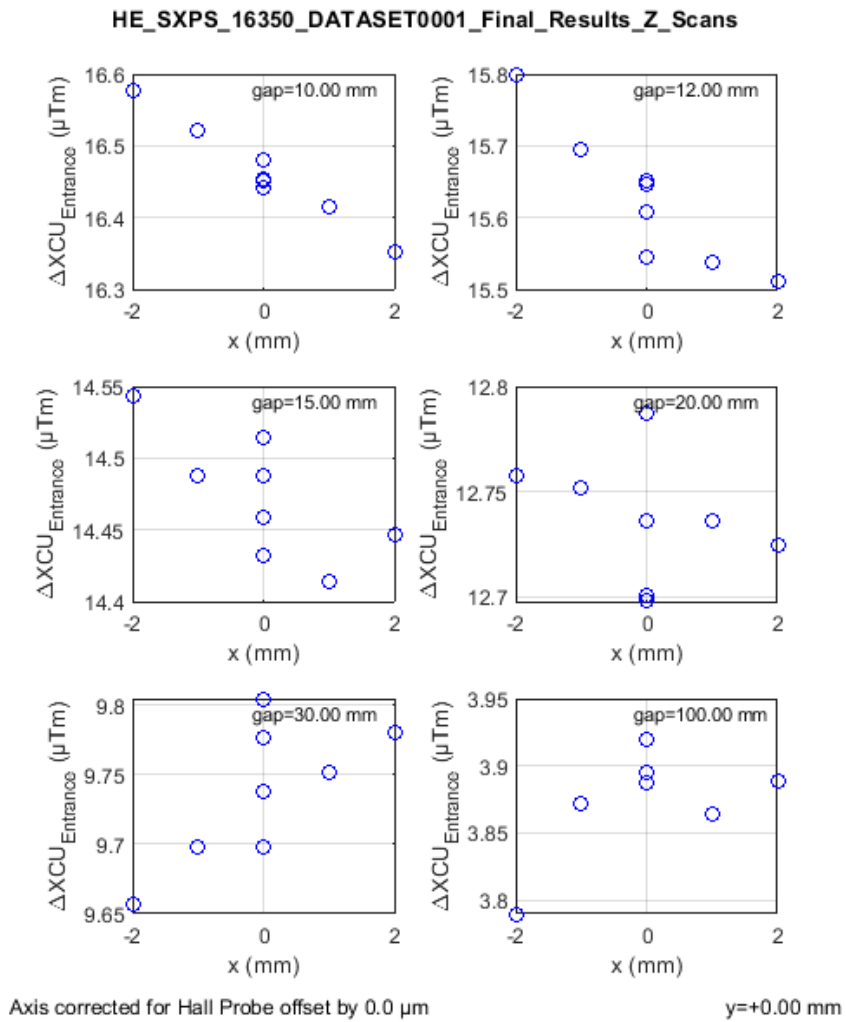 HE_SXPS_16350_DATASET0001_Final_Results_Z_Scans
ΔXCU_Entrance (μTm)
16.6
16.5
16.4
16.3
gap=10.00 mm
-2 0 2
x (mm)
ΔXCU_Entrance (μTm)
15.8
15.7
15.6
15.5
gap=12.00 mm
-2 0 2
x (mm)
ΔXCU_Entrance (μTm)
14.55
14.5
14.45
14.4
gap=15.00 mm
-2 0 2
x (mm)
ΔXCU_Entrance (μTm)
12.8
12.75
12.7
gap=20.00 mm
-2 0 2
x (mm)
ΔXCU_Entrance (μTm)
9.8
9.75
9.7
9.65
gap=30.00 mm
-2 0 2
x (mm)
ΔXCU_Entrance (μTm)
3.95
3.9
3.85
3.8
gap=100.00 mm
-2 0 2
x (mm)
Axis corrected for Hall Probe offset by 0.0 μm
y=+0.00 mm